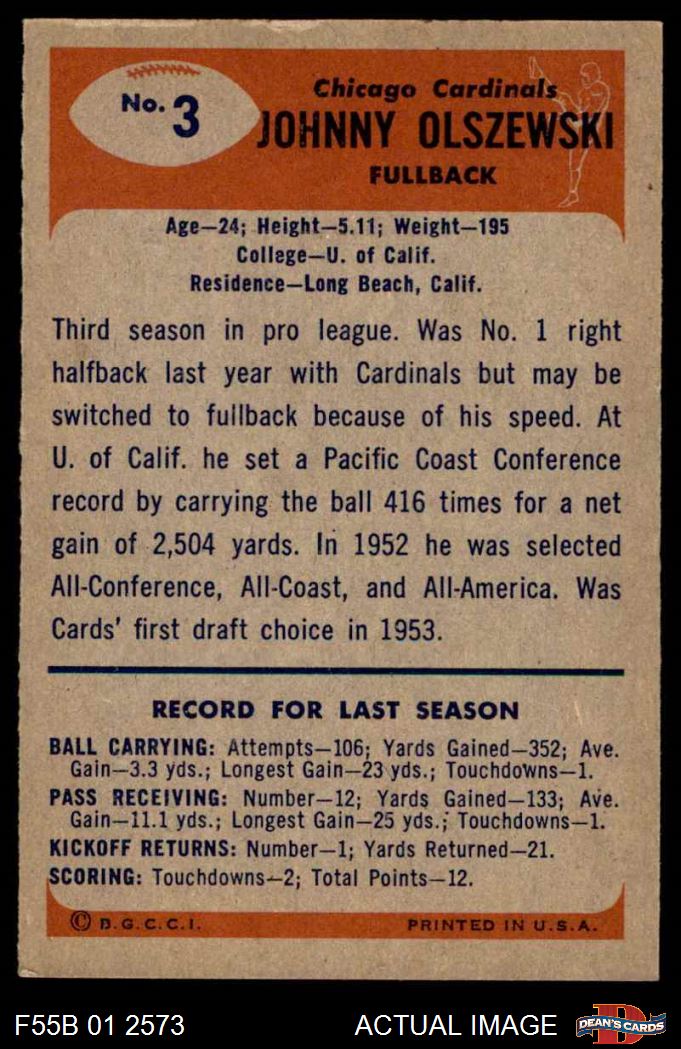 No. 3
Chicago Cardinals
JOHNNY OLSZEWSKI
FULLBACK
Age—24; Height—5.11; Weight—195
College—U. of Calif.
Residence—Long Beach, Calif.
Third season in pro league. Was No. 1 right
halfback last year with Cardinals but may be
switched to fullback because of his speed. At
U. of Calif. he set a Pacific Coast Conference
record by carrying the ball 416 times for a net
gain of 2,504 yards. In 1952 he was selected
All-Conference, All-Coast, and All-America. Was
Cards' first draft choice in 1953.
RECORD FOR LAST SEASON
BALL CARRYING: Attempts—106; Yards Gained—352; Ave.
Gain—3.3 yds.; Longest Gain—23 yds.; Touchdowns—1.
PASS RECEIVING: Number—12; Yards Gained—133; Ave.
Gain—11.1 yds.; Longest Gain—25 yds.; Touchdowns—1.
KICKOFF RETURNS: Number—1; Yards Returned—21.
SCORING: Touchdowns—2; Total Points—12.
© B.G.C.C.I. PRINTED IN U.S.A.
F55B 01 2573 ACTUAL IMAGE DEAN'S CARDS